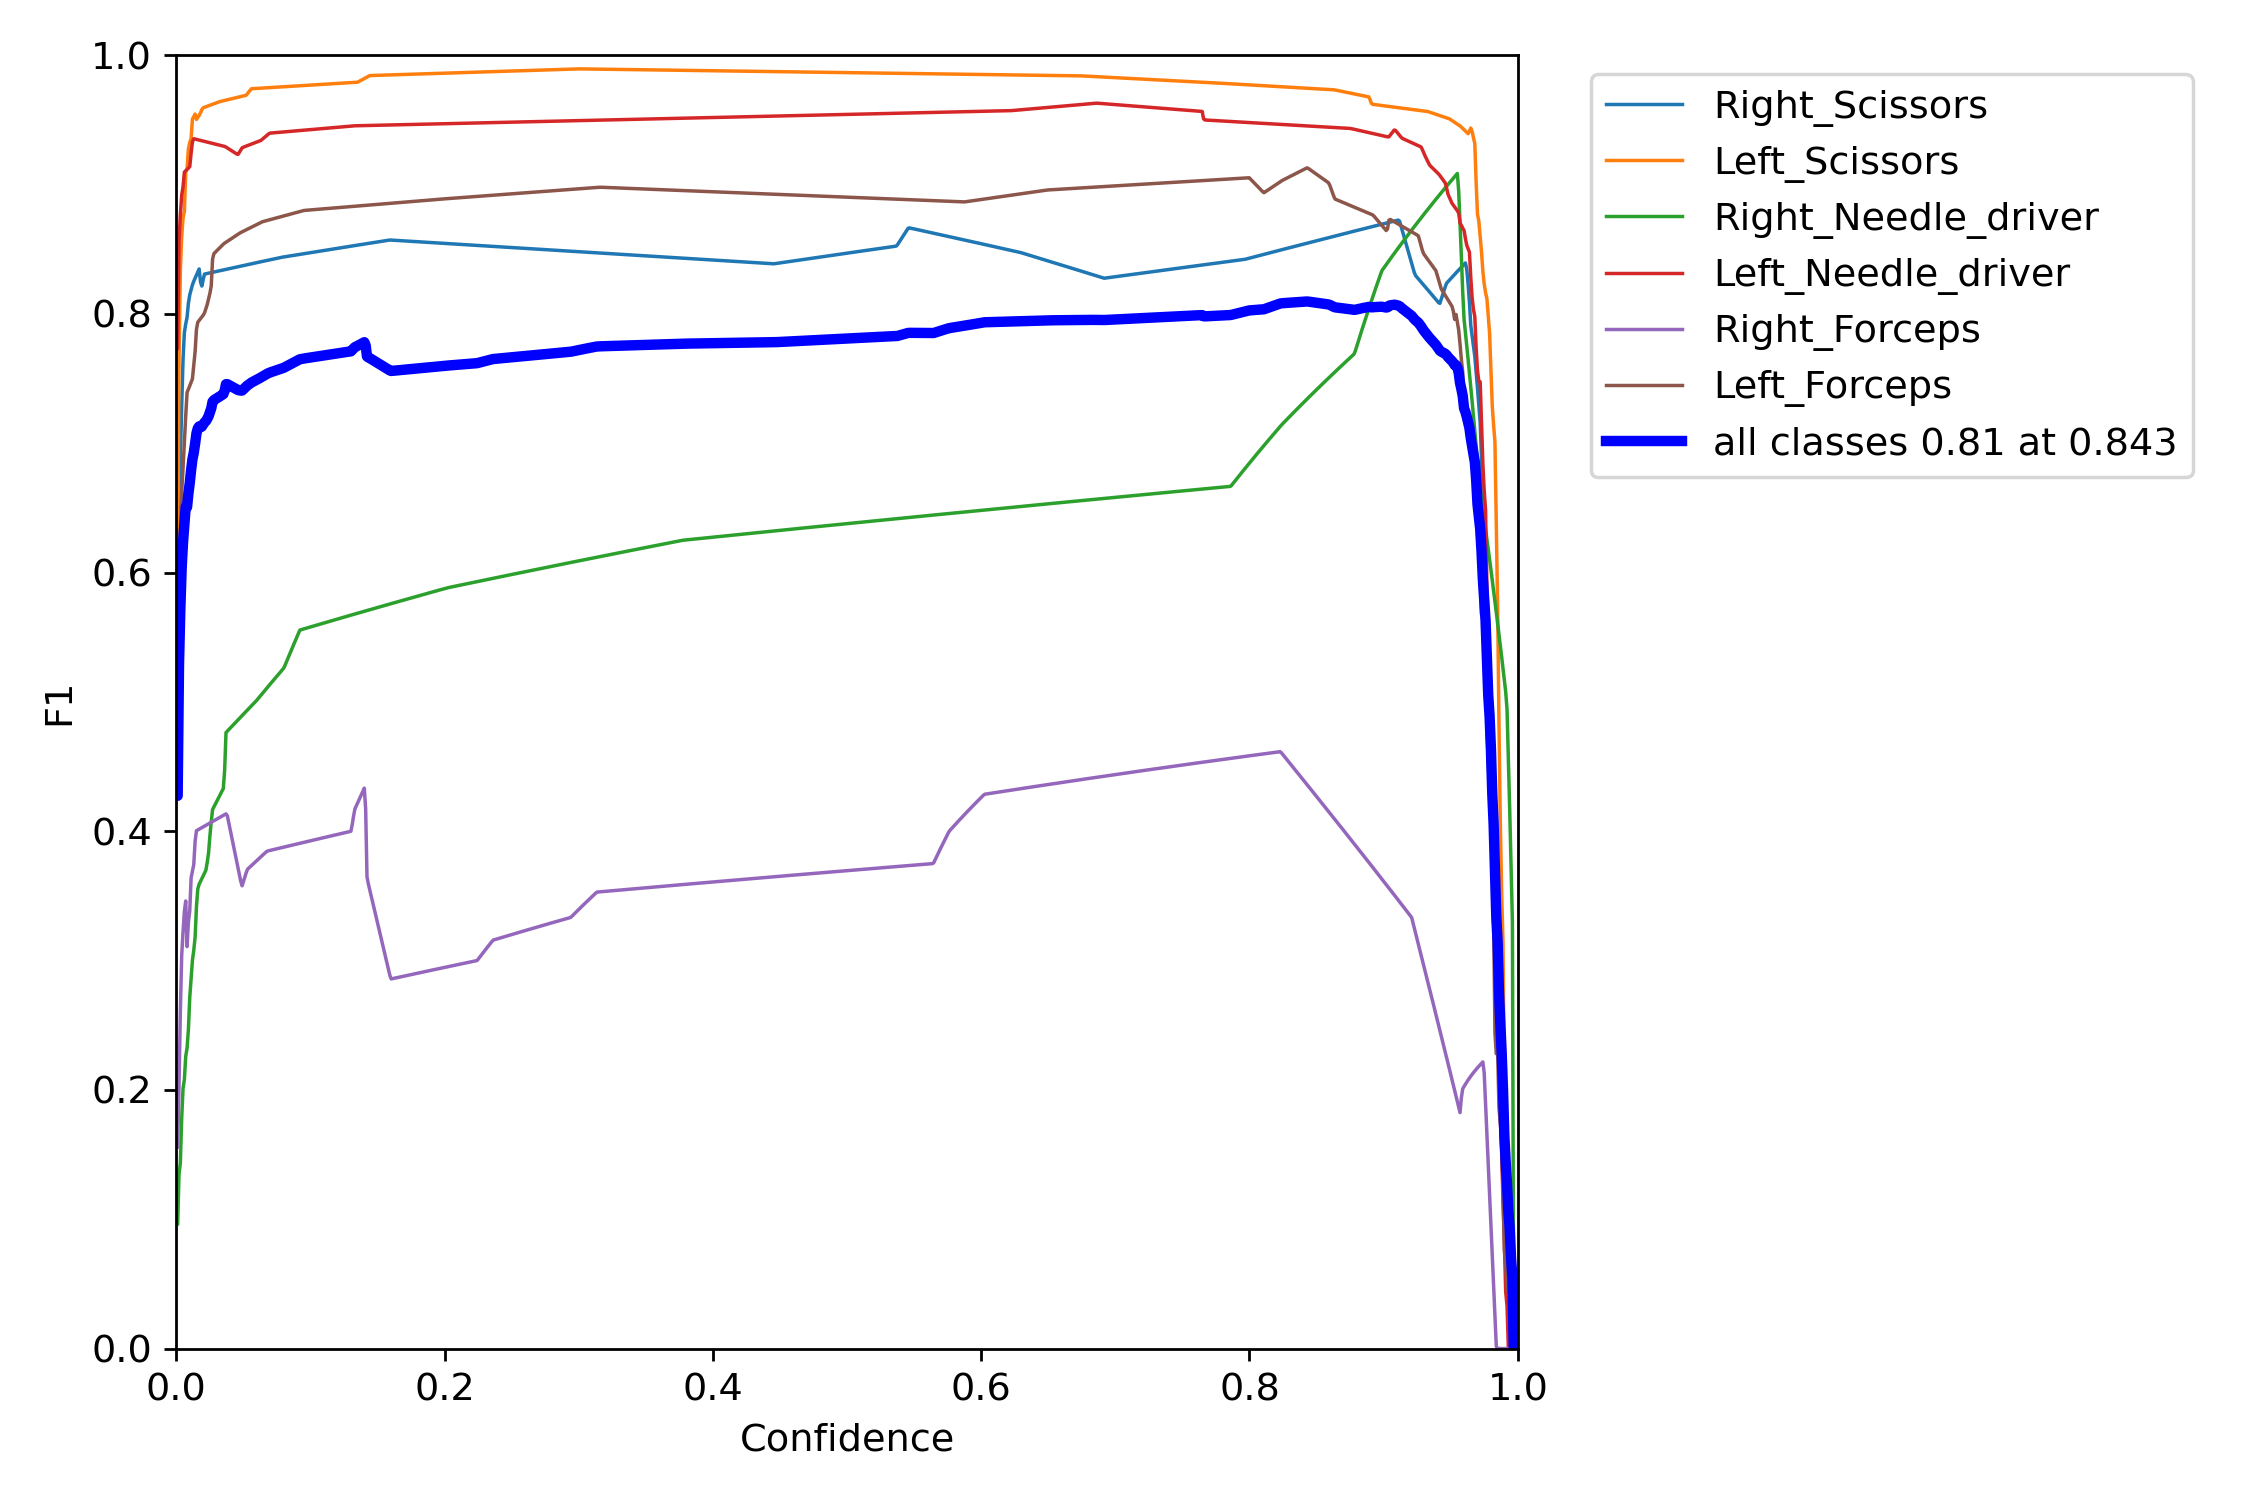 1.0
0.8
0.6
0.4
0.2
0.0
F1
0.0 0.2 0.4 0.6 0.8 1.0
Confidence
Right_Scissors
Left_Scissors
Right_Needle_driver
Left_Needle_driver
Right_Forceps
Left_Forceps
all classes 0.81 at 0.843